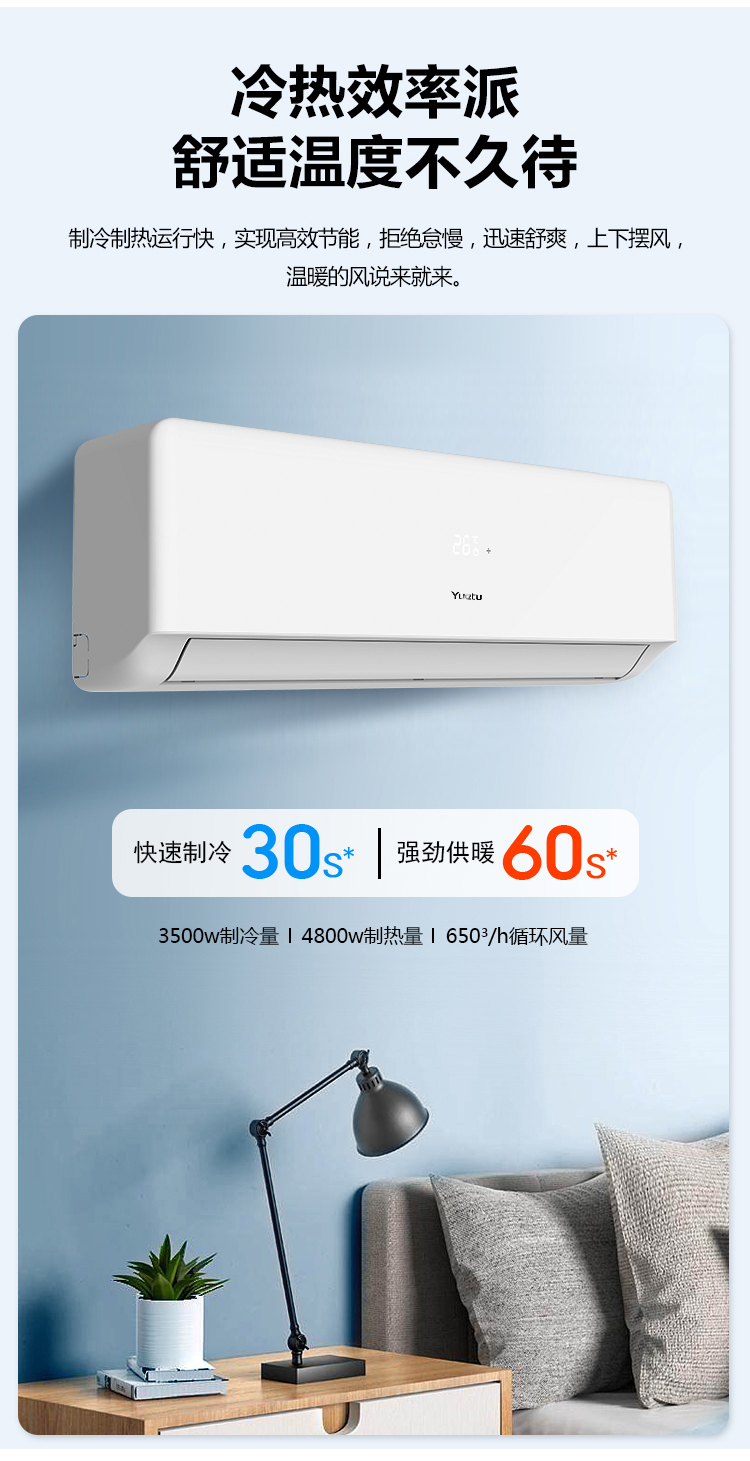 冷热效率派
舒适温度不久待
制冷制热运行快，实现高效节能，拒绝怠慢，迅速舒爽，上下摆风，
温暖的风说来就来。
26℃
Yuztu
快速制冷 30s* | 强劲供暖 60s*
3500w制冷量 | 4800w制热量 | 650³/h循环风量